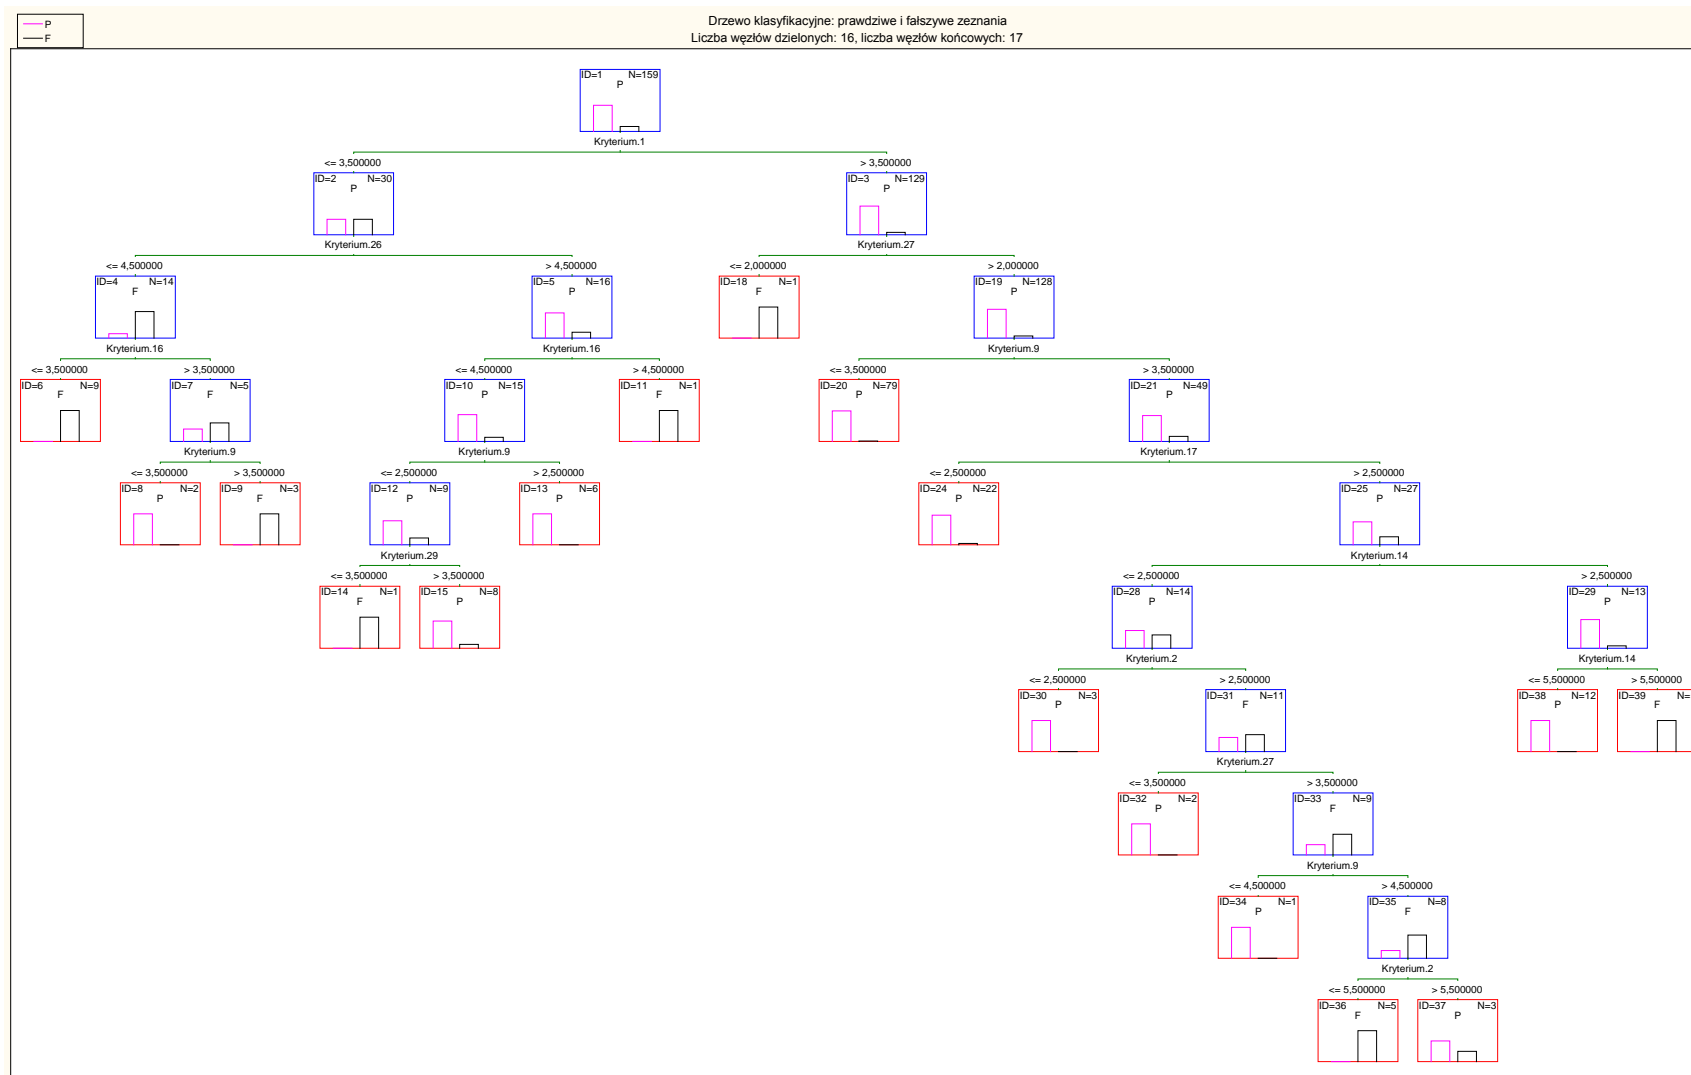 P
F
Drzewo klasyfikacyjne: prawdziwe i fałszywe zeznania
Liczba węzłów dzielonych: 16, liczba węzłów końcowych: 17
ID=1 N=159
P
Kryterium.1
<= 3,500000 > 3,500000
ID=2 N=30 ID=3 N=129
P P
Kryterium.26 Kryterium.27
<= 4,500000 > 4,500000 <= 2,000000 > 2,000000
ID=4 N=14 ID=5 N=16 ID=18 N=1 ID=19 N=128
F P F P
Kryterium.16 Kryterium.16 Kryterium.9
<= 3,500000 > 3,500000 <= 4,500000 > 4,500000 <= 3,500000 > 3,500000
ID=6 N=9 ID=7 N=5 ID=10 N=15 ID=11 N=1 ID=20 N=79 ID=21 N=49
F F P F P P
Kryterium.9 Kryterium.9 Kryterium.17
<= 3,500000 > 3,500000 <= 2,500000 > 2,500000 <= 2,500000 > 2,500000
ID=8 N=2 ID=9 N=3 ID=12 N=9 ID=13 N=6 ID=24 N=22 ID=25 N=27
P F P P P P
Kryterium.29 Kryterium.14
<= 3,500000 > 3,500000 <= 2,500000 > 2,500000
ID=14 N=1 ID=15 N=8 ID=28 N=14 ID=29 N=13
F P P P
Kryterium.2 Kryterium.14
<= 2,500000 > 2,500000 <= 5,500000 > 5,500000
ID=30 N=3 ID=31 N=11 ID=38 N=12 ID=39 N=
P F P F
Kryterium.27
<= 3,500000 > 3,500000
ID=32 N=2 ID=33 N=9
P F
Kryterium.9
<= 4,500000 > 4,500000
ID=34 N=1 ID=35 N=8
P F
Kryterium.2
<= 5,500000 > 5,500000
ID=36 N=5 ID=37 N=3
F P